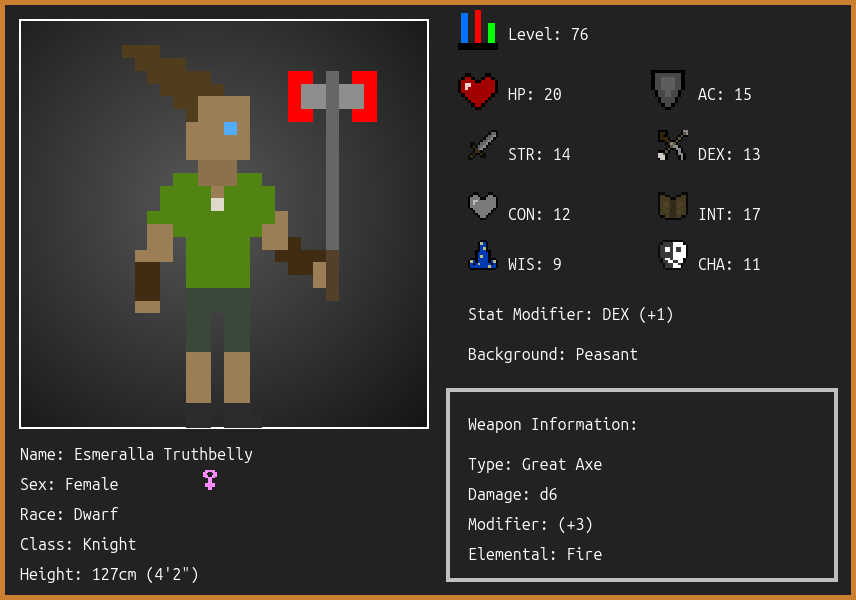 Level: 76
HP: 20
AC: 15
STR: 14
DEX: 13
CON: 12
INT: 17
WIS: 9
CHA: 11
Stat Modifier: DEX (+1)
Background: Peasant
Weapon Information:
Type: Great Axe
Damage: d6
Modifier: (+3)
Elemental: Fire
Name: Esmeralla Truthbelly
Sex: Female
Race: Dwarf
Class: Knight
Height: 127cm (4'2")